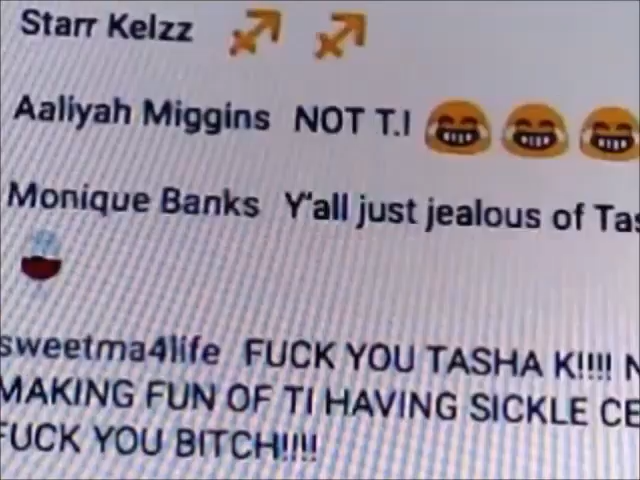 Starr Kelzz ♐ ♐
Aaliyah Miggins NOT T.I 😂 😂 😂
Monique Banks Y'all just jealous of
sweetma4life FUCK YOU TASHA K!!!!
MAKING FUN OF TI HAVING SICKLE
FUCK YOU BITCH!!!!